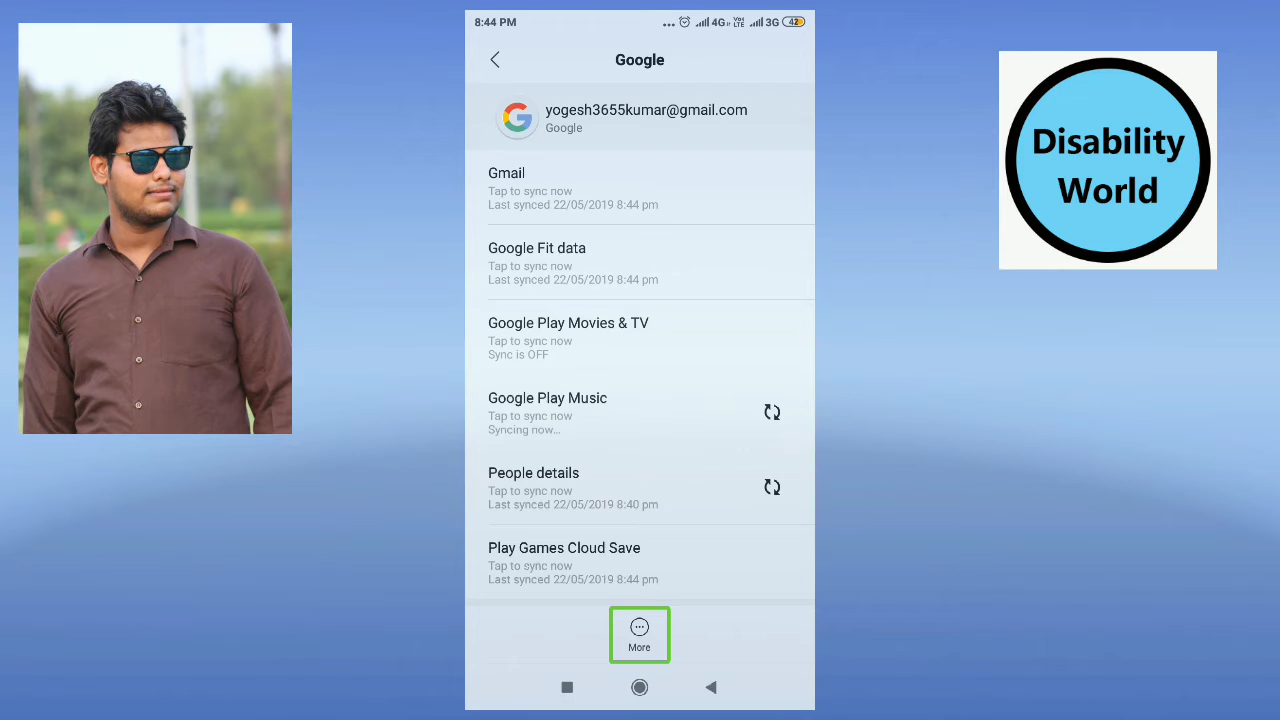 8:44 PM
... 4G Vo LTE 3G 42
Google
yogesh3655kumar@gmail.com
Google
Gmail
Tap to sync now
Last synced 22/05/2019 8:44 pm
Google Fit data
Tap to sync now
Last synced 22/05/2019 8:44 pm
Google Play Movies & TV
Tap to sync now
Sync is OFF
Google Play Music
Tap to sync now
Syncing now...
People details
Tap to sync now
Last synced 22/05/2019 8:40 pm
Play Games Cloud Save
Tap to sync now
Last synced 22/05/2019 8:44 pm
More
Disability
World